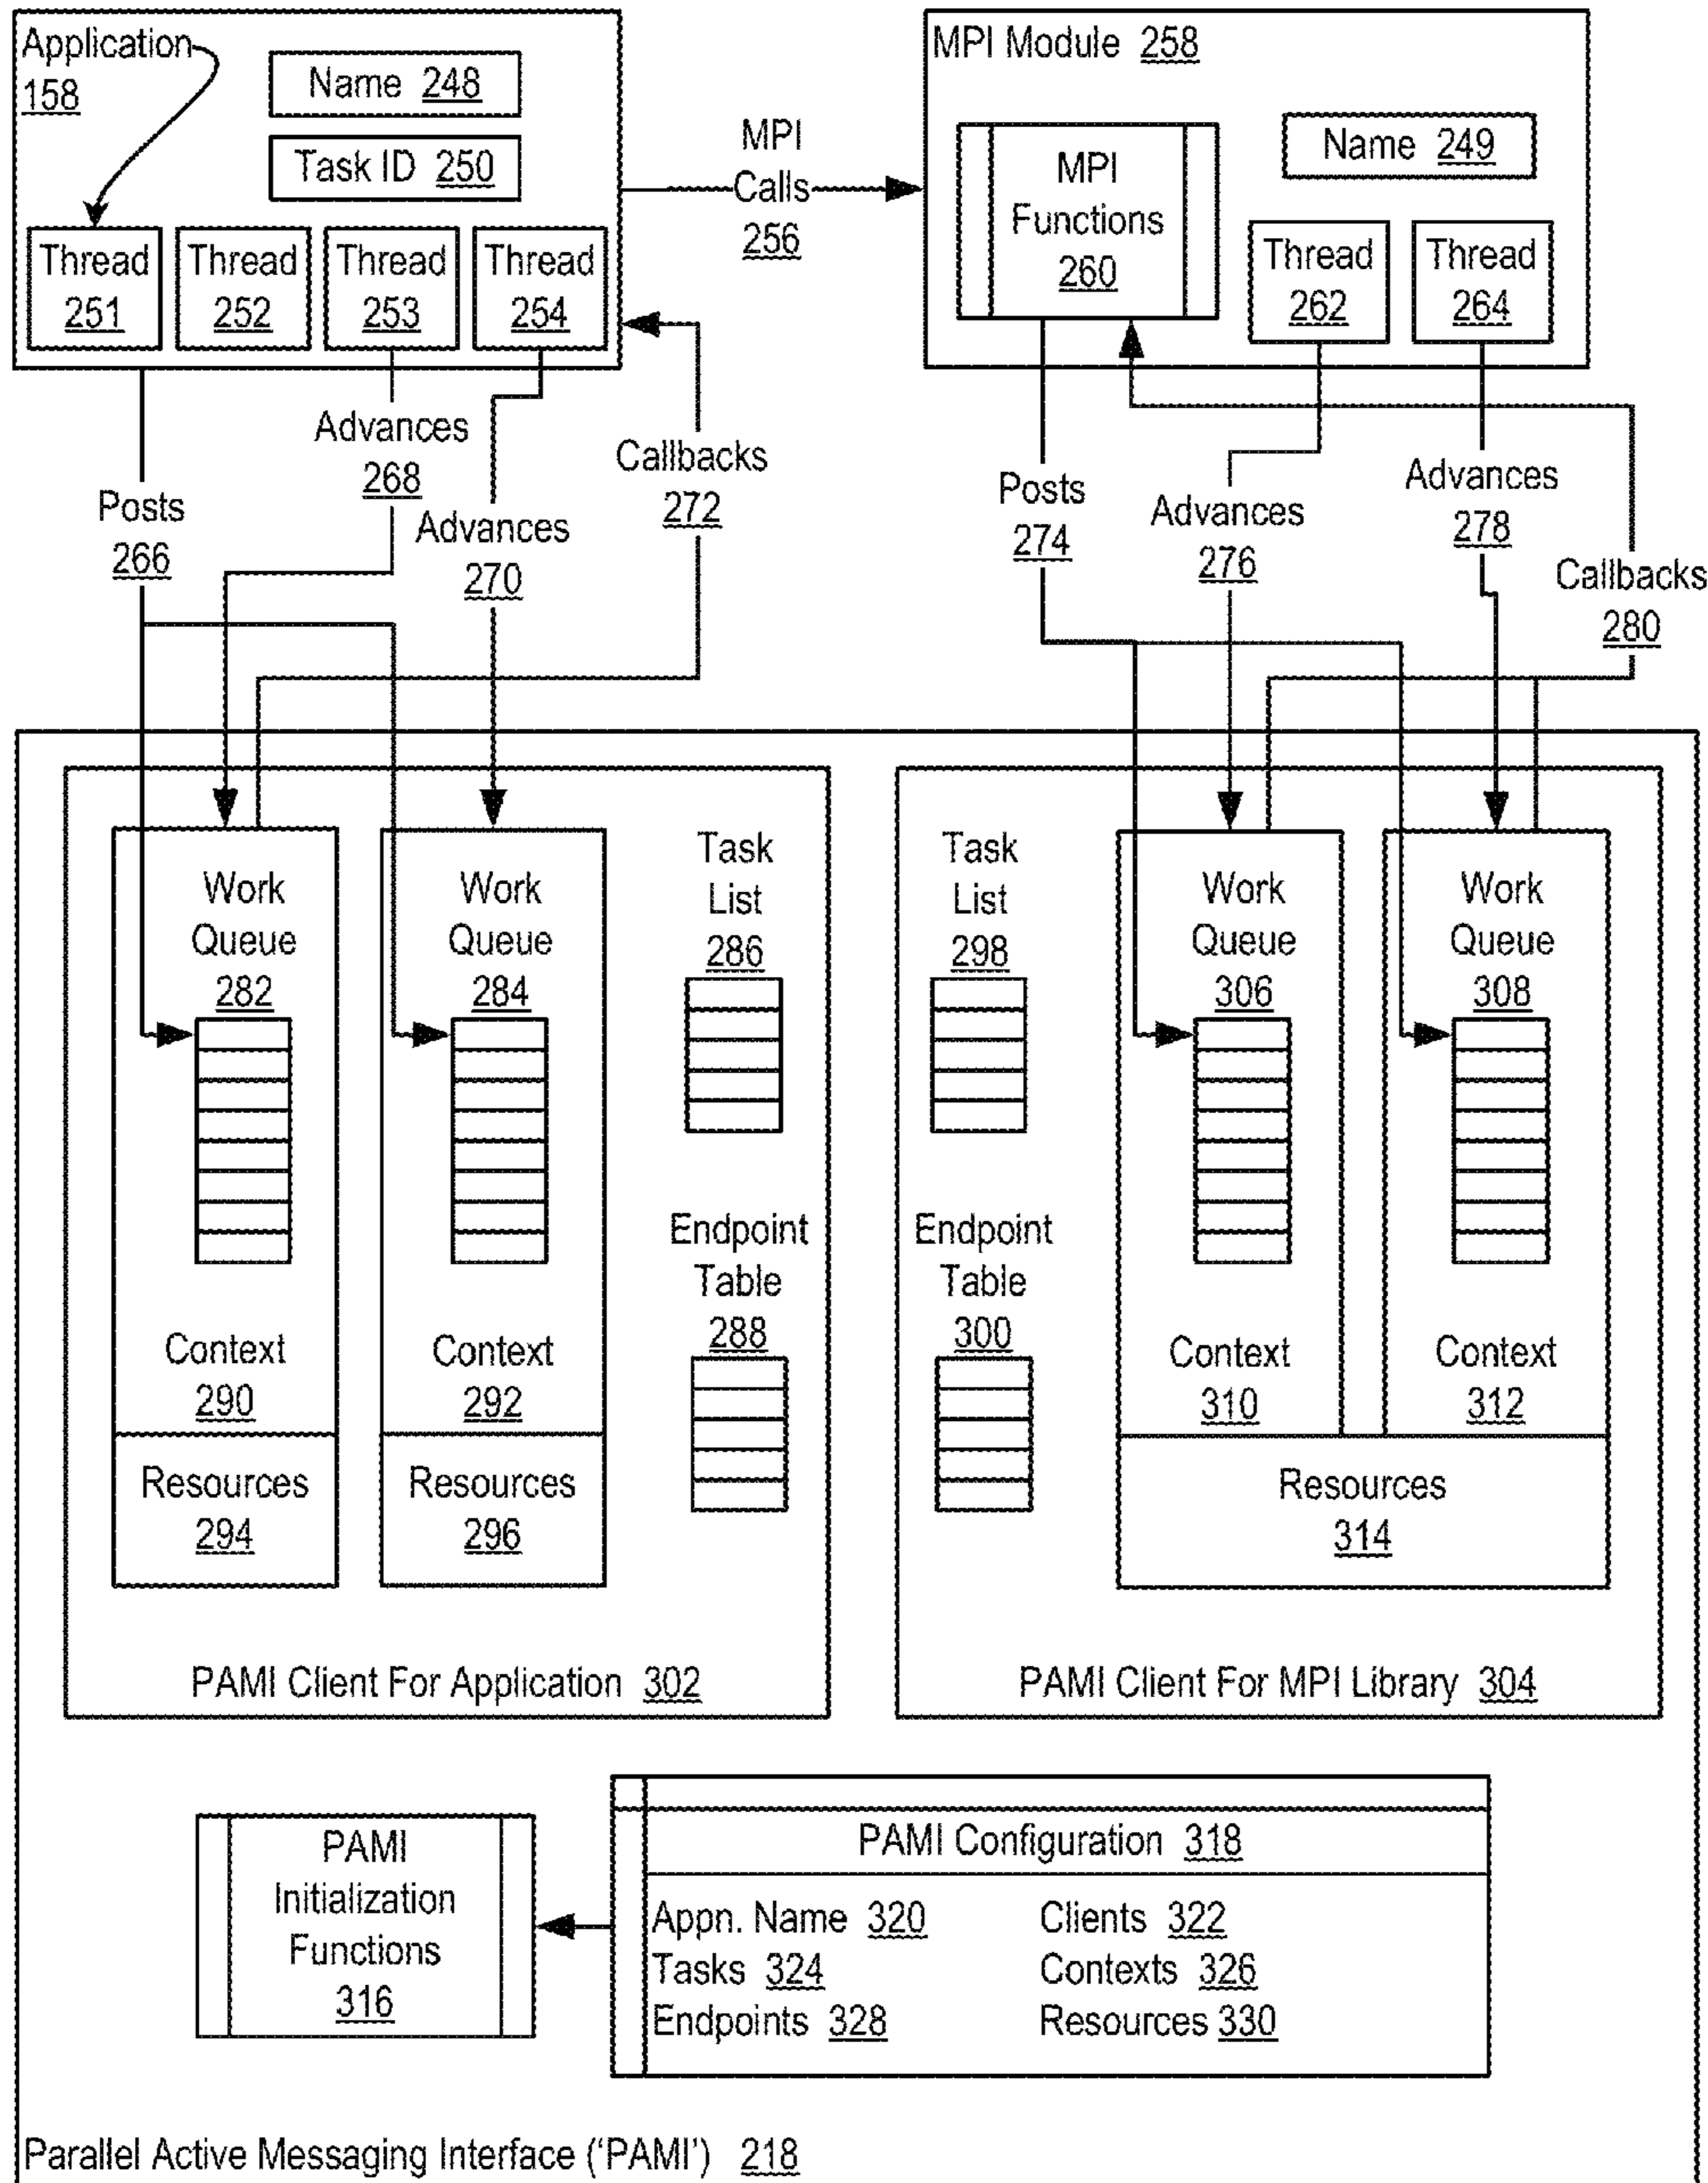 Application
158
Name 248
Task ID 250
Thread
251
Thread
252
Thread
253
Thread
254
MPI
Calls
256
MPI Module 258
MPI
Functions
260
Name 249
Thread
262
Thread
264
Posts
266
Advances
268
Advances
270
Callbacks
272
Posts
274
Advances
276
Advances
278
Callbacks
280
Work
Queue
282
Context
290
Resources
294
Work
Queue
284
Context
292
Resources
296
Task
List
286
Endpoint
Table
288
PAMI Client For Application 302
Task
List
298
Endpoint
Table
300
Work
Queue
306
Context
310
Work
Queue
308
Context
312
Resources
314
PAMI Client For MPI Library 304
PAMI
Initialization
Functions
316
PAMI Configuration 318
Appn. Name 320 Clients 322
Tasks 324 Contexts 326
Endpoints 328 Resources 330
Parallel Active Messaging Interface (‘PAMI’) 218